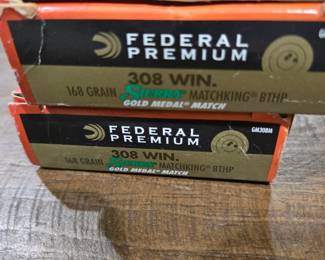 FEDERAL
PREMIUM
308 WIN.
168 GRAIN Sierra MATCHKING BTHP
GOLD MEDAL MATCH
FEDERAL
PREMIUM
GM308M
308 WIN.
168 GRAIN Sierra MATCHKING BTHP
GOLD MEDAL MATCH